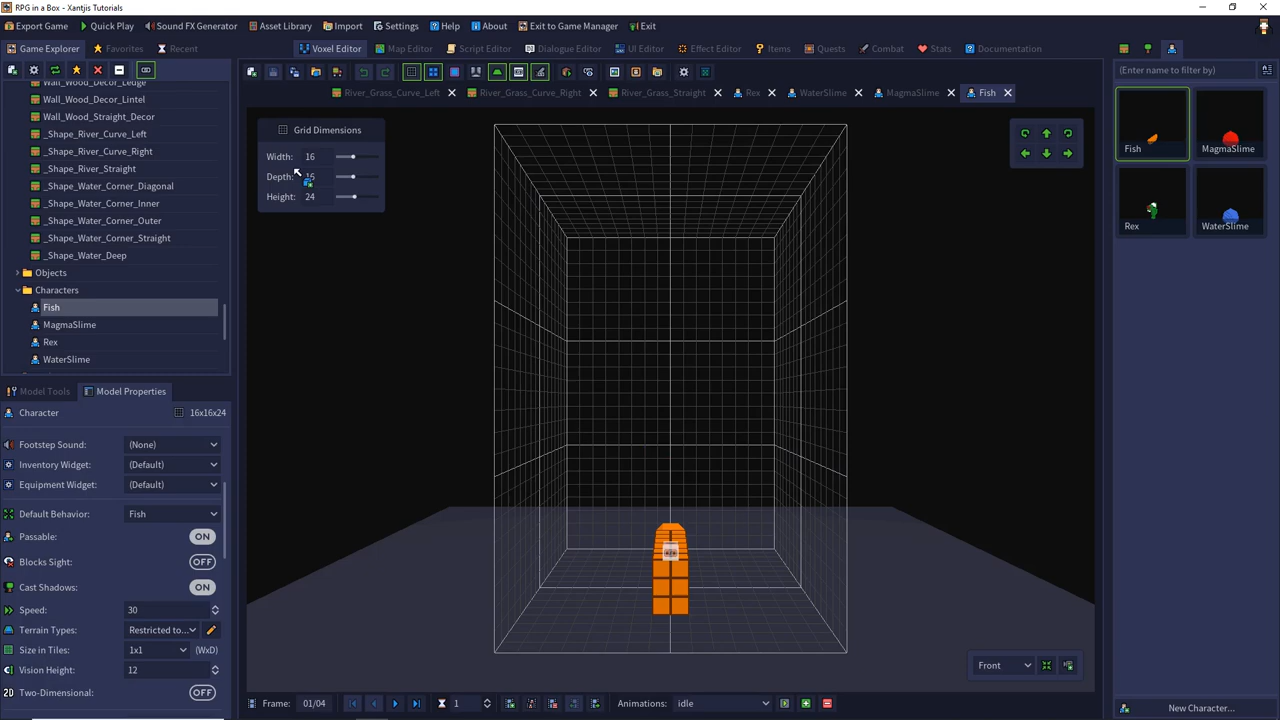 RPG in a Box - Xantjis Tutorials
Export Game Quick Play Sound FX Generator Asset Library Import Settings Help About Exit to Game Manager Exit
Game Explorer Favorites Recent
Voxel Editor Map Editor Script Editor Dialogue Editor UI Editor Effect Editor Items Quests Combat Stats Documentation
River_Grass_Curve_Left River_Grass_Curve_Right River_Grass_Straight Rex WaterSlime MagmaSlime Fish
Wall_Wood_Decor_Ledge
Wall_Wood_Decor_Lintel
Wall_Wood_Straight_Decor
_Shape_River_Curve_Left
_Shape_River_Curve_Right
_Shape_River_Straight
_Shape_Water_Corner_Diagonal
_Shape_Water_Corner_Inner
_Shape_Water_Corner_Outer
_Shape_Water_Corner_Straight
_Shape_Water_Deep
Objects
Characters
Fish
MagmaSlime
Rex
WaterSlime
Model Tools Model Properties
Character 16x16x24
Footstep Sound: (None)
Inventory Widget: (Default)
Equipment Widget: (Default)
Default Behavior: Fish
Passable: ON
Blocks Sight: OFF
Cast Shadows: ON
Speed: 30
Terrain Types: Restricted to...
Size in Tiles: 1x1 (WxD)
Vision Height: 12
Two-Dimensional: OFF
Grid Dimensions
Width: 16
Depth: 16
Height: 24
Front
Frame: 01/04 1 Animations: idle
(Enter name to filter by)
Fish MagmaSlime
Rex WaterSlime
New Character...